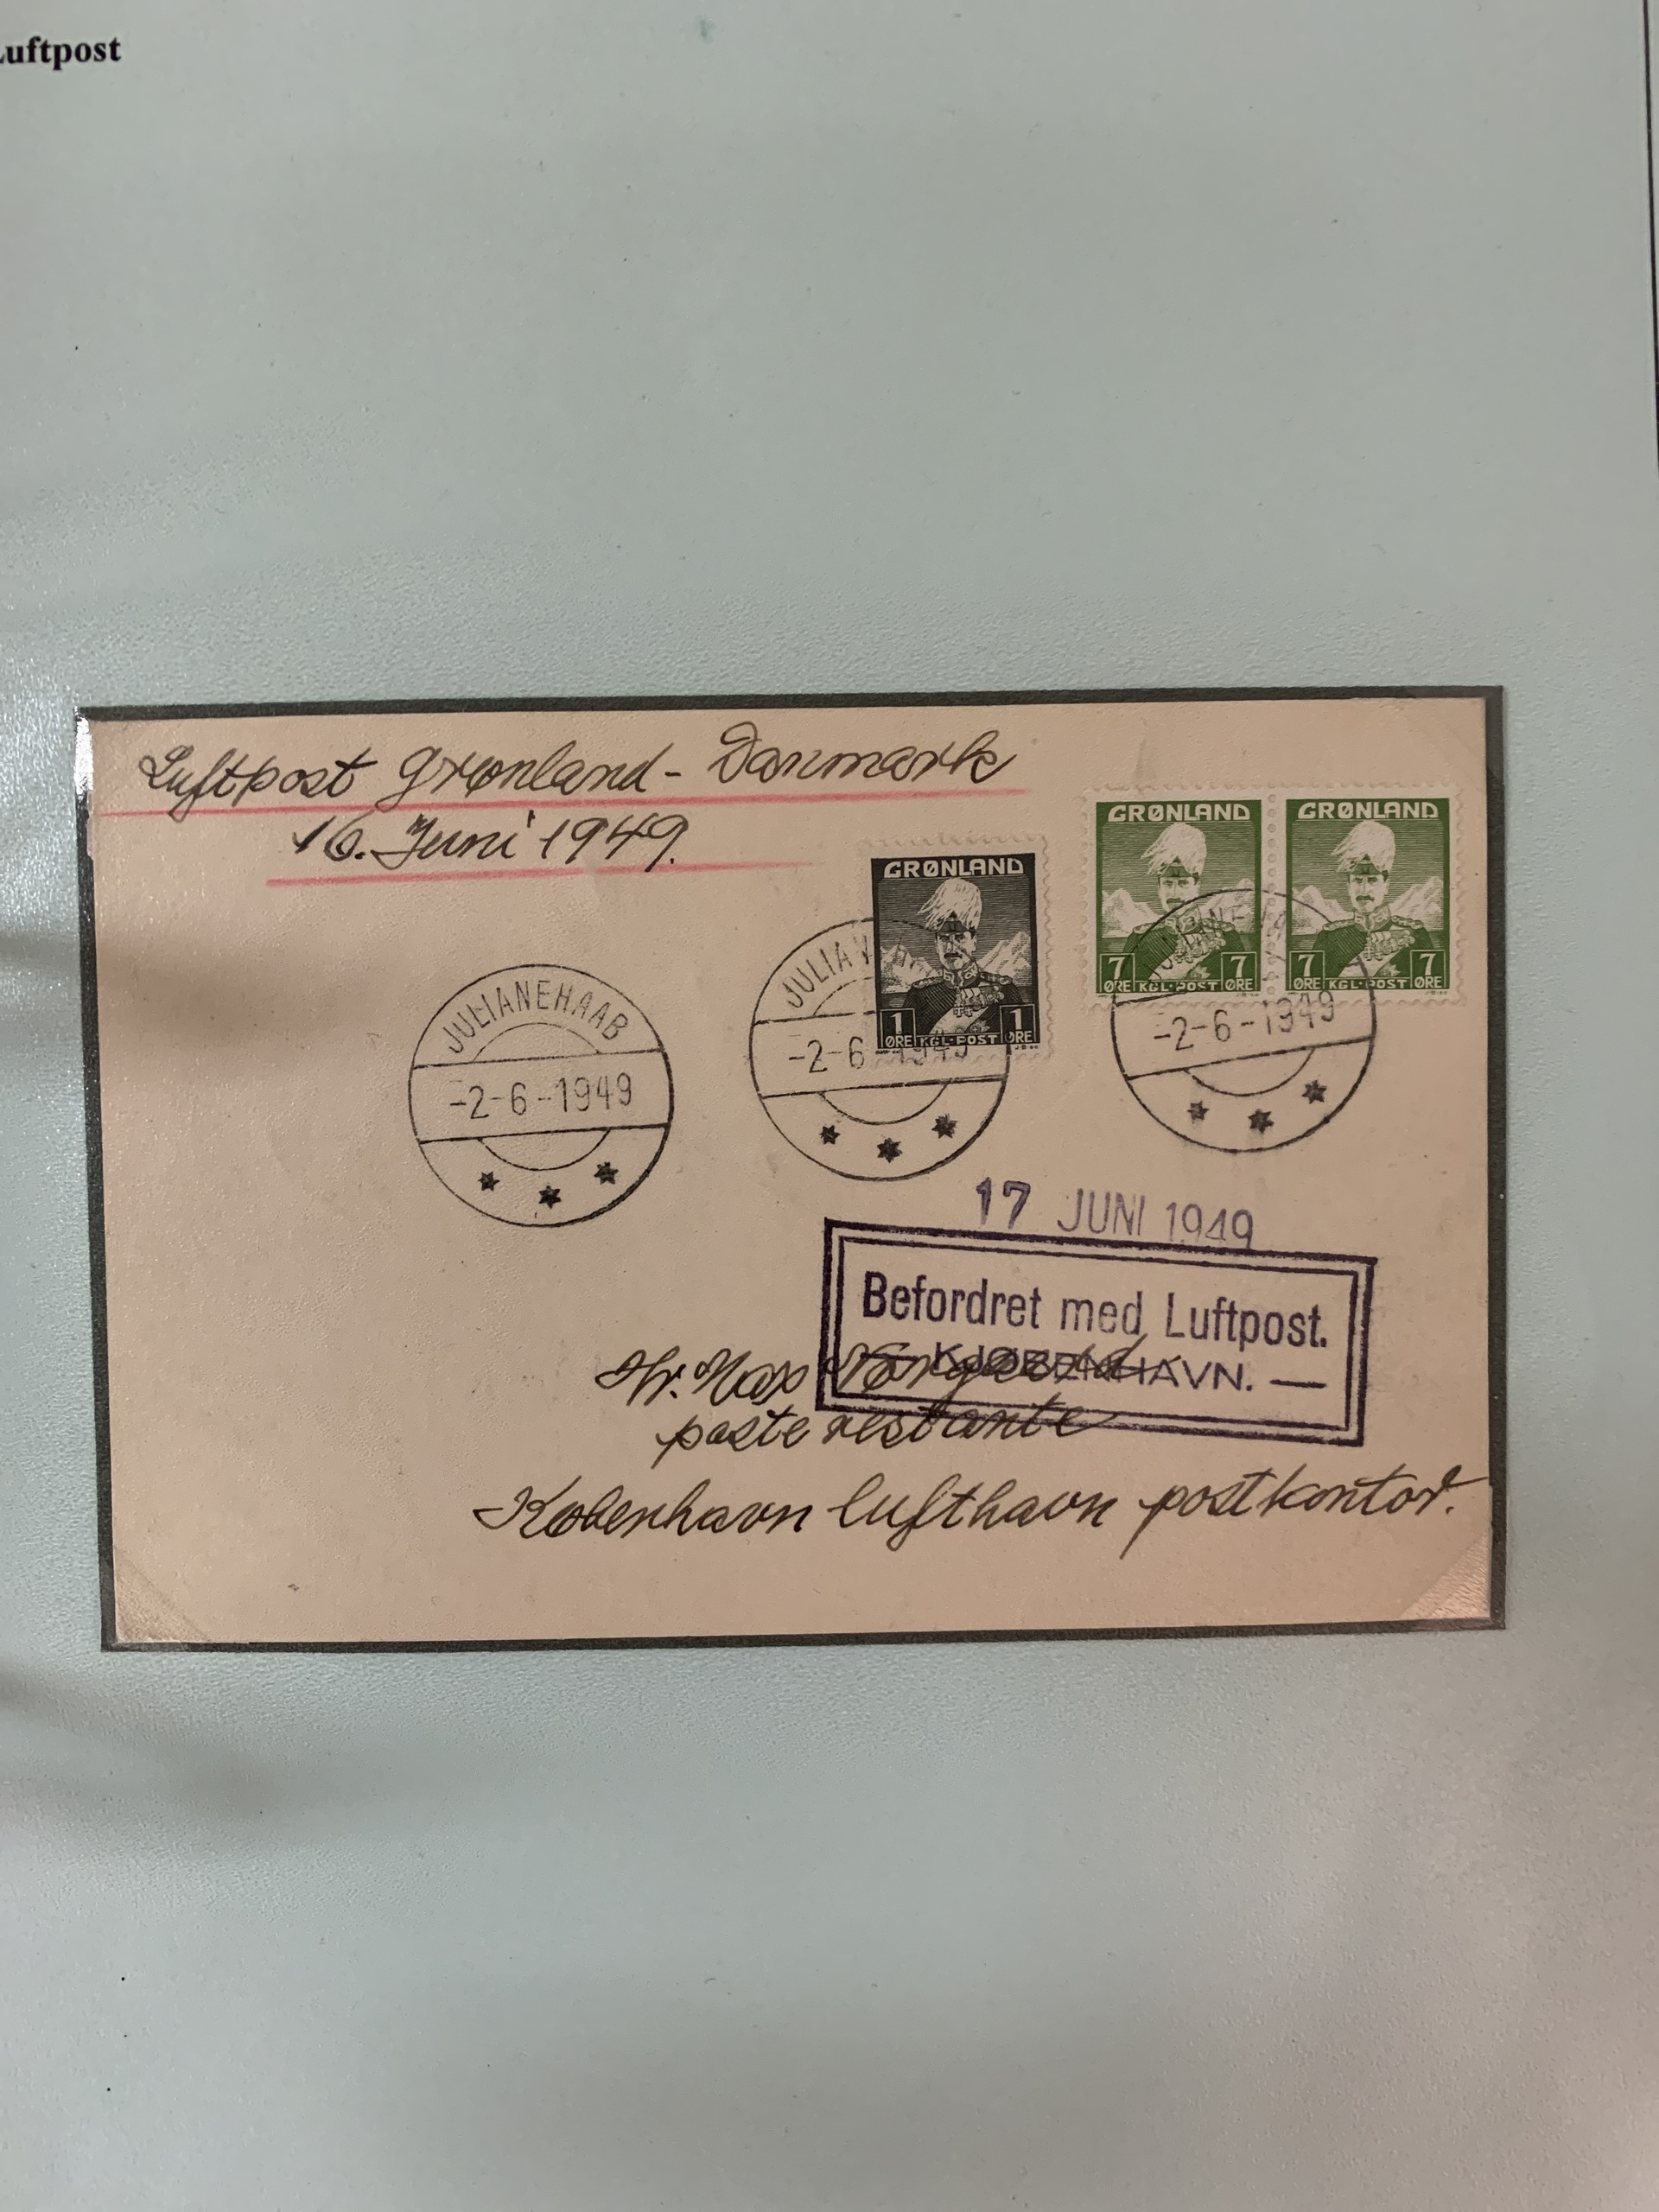 Luftpost
Luftpost Grønland - Danmark
16. Juni 1949.
GRØNLAND
7 7
ØRE KGL·POST ØRE
GRØNLAND
7 7
ØRE KGL·POST ØRE
GRØNLAND
1 1
ØRE KGL·POST ØRE
JULIANEHAAB
-2-6-1949
-2-6-1949
-2-6-1949
17 JUNI 1949
Befordret med Luftpost.
— KJØBENHAVN. —
Hr. Max
poste restante
København lufthavn postkontor.